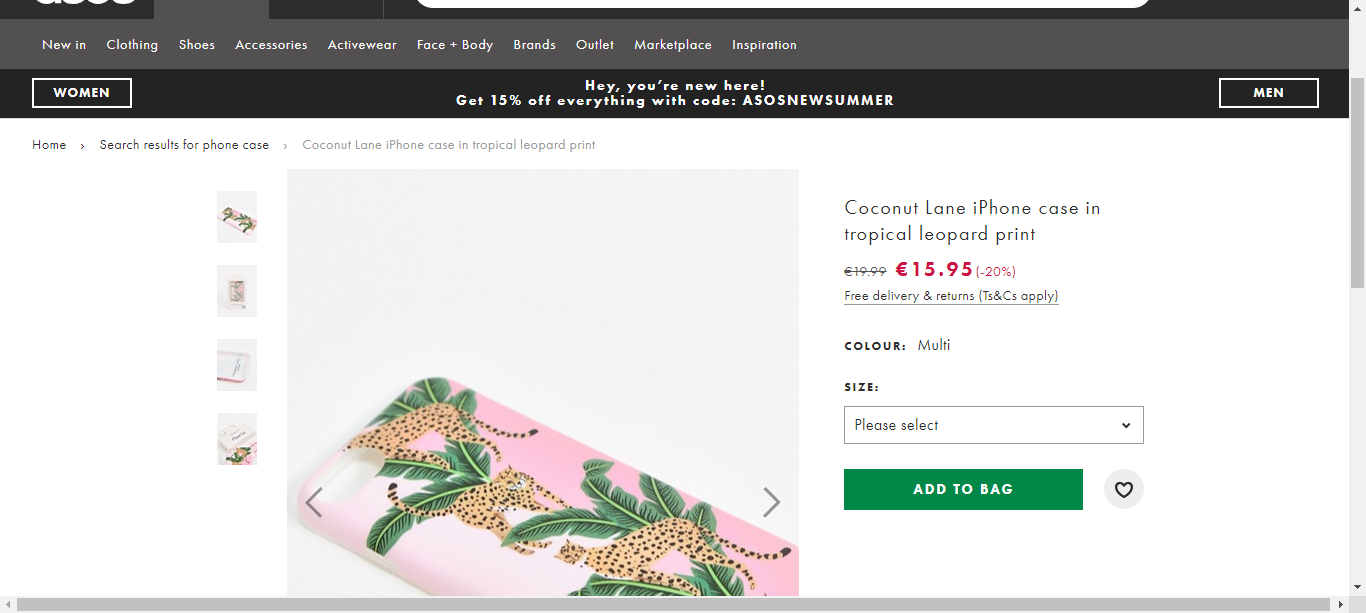 asos
New in Clothing Shoes Accessories Activewear Face + Body Brands Outlet Marketplace Inspiration
WOMEN
Hey, you're new here!
Get 15% off everything with code: ASOSNEWSUMMER
MEN
Home › Search results for phone case › Coconut Lane iPhone case in tropical leopard print
Coconut Lane iPhone case in
tropical leopard print
€19.99 €15.95 (-20%)
Free delivery & returns (Ts&Cs apply)
COLOUR: Multi
SIZE:
Please select
ADD TO BAG